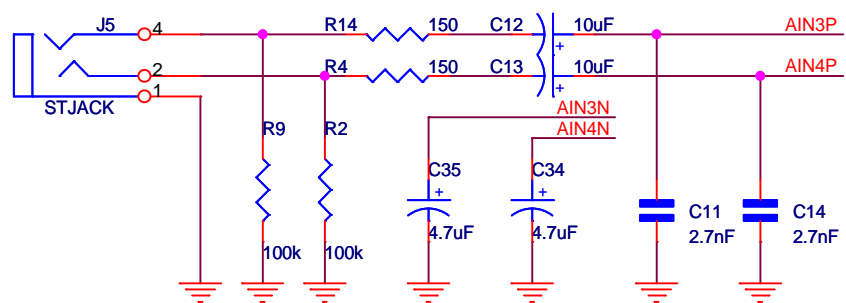 J5 4 R14 150 C12 10uF AIN3P
2 R4 150 C13 10uF AIN4P
+
+
1
STJACK
AIN3N
R9 R2 AIN4N
C35 C34
+ +
C11 C14
4.7uF 4.7uF 2.7nF 2.7nF
100k 100k